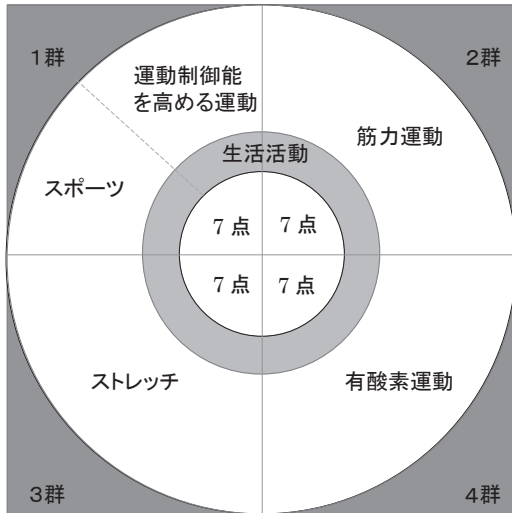 1群
2群
運動制御能
を高める運動
筋力運動
生活活動
スポーツ
7点
7点
7点
7点
ストレッチ
有酸素運動
3群
4群